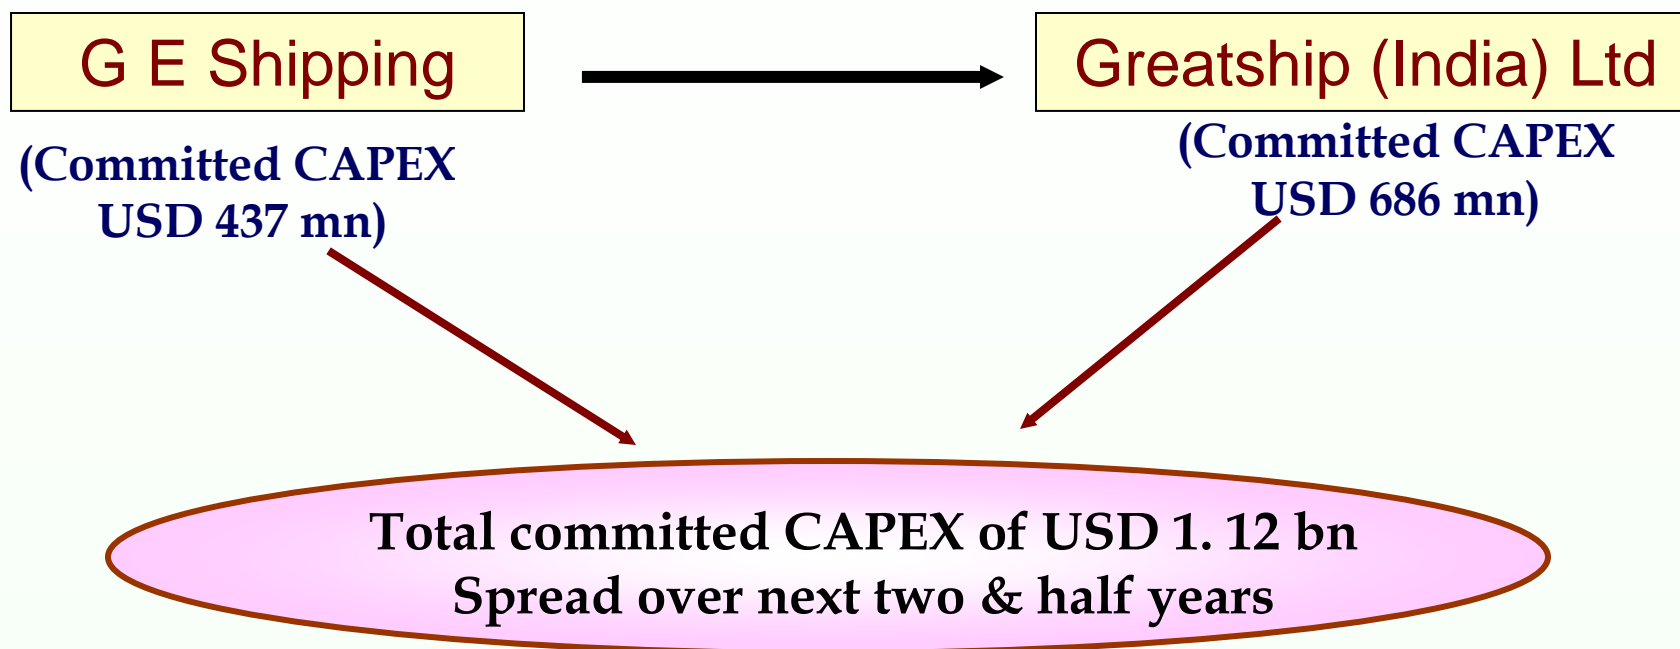 G E Shipping
Greatship (India) Ltd
(Committed CAPEX
USD 437 mn)
(Committed CAPEX
USD 686 mn)
Total committed CAPEX of USD 1. 12 bn
Spread over next two & half years